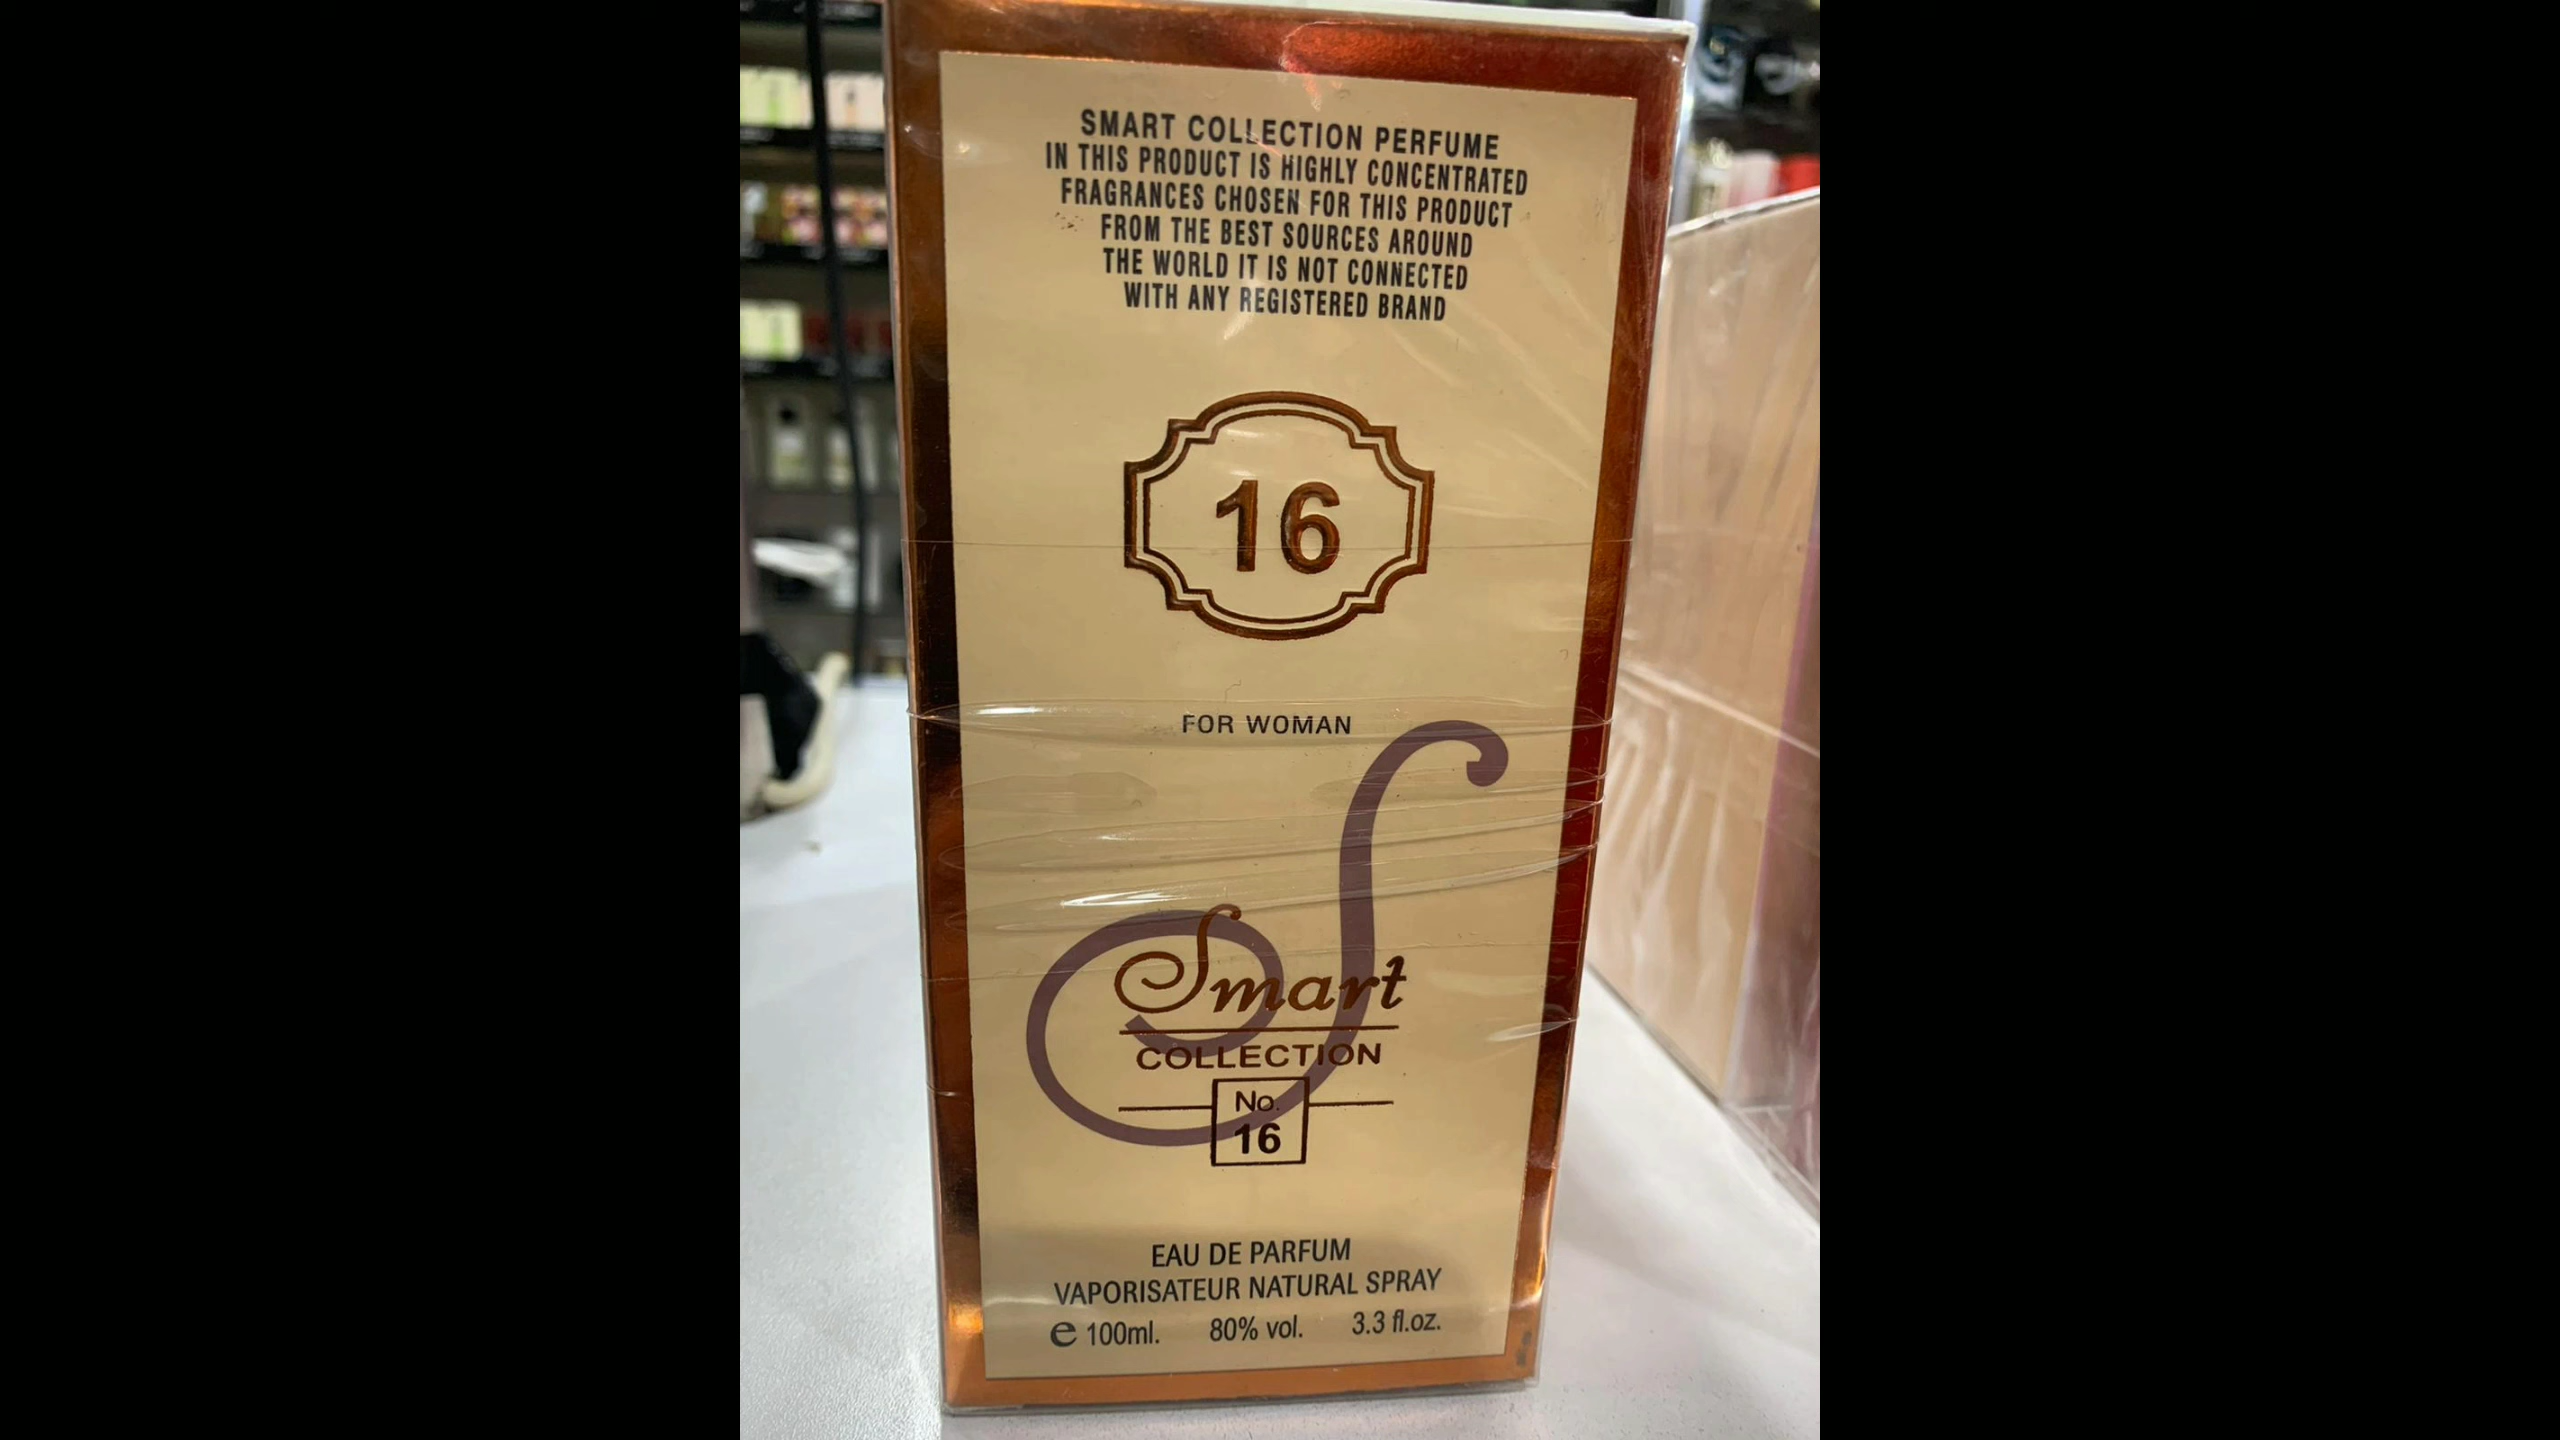 SMART COLLECTION PERFUME
IN THIS PRODUCT IS HIGHLY CONCENTRATED
FRAGRANCES CHOSEN FOR THIS PRODUCT
FROM THE BEST SOURCES AROUND
THE WORLD IT IS NOT CONNECTED
WITH ANY REGISTERED BRAND
16
FOR WOMAN
Smart
COLLECTION
No.
16
EAU DE PARFUM
VAPORISATEUR NATURAL SPRAY
e 100ml. 80% vol. 3.3 fl.oz.